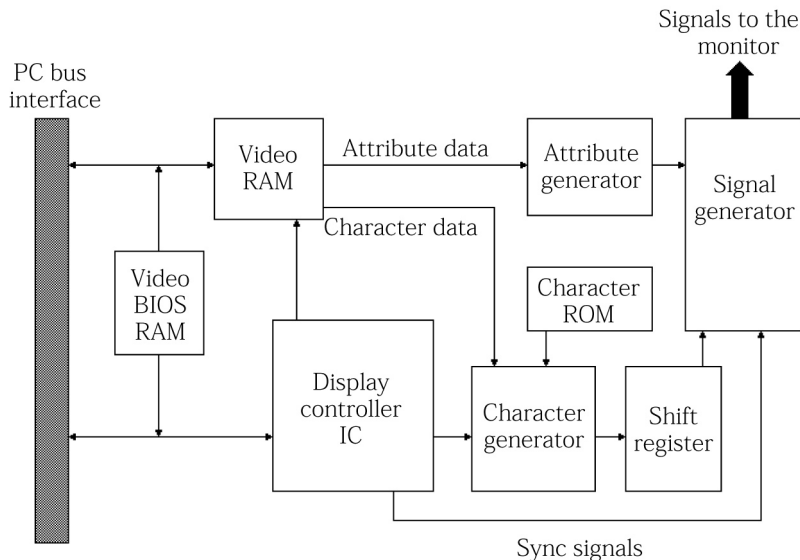 Signals to the
monitor
PC bus
interface
Video
RAM
Attribute data
Attribute
generator
Signal
generator
Character data
Video
BIOS
RAM
Character
ROM
Display
controller
IC
Character
generator
Shift
register
Sync signals